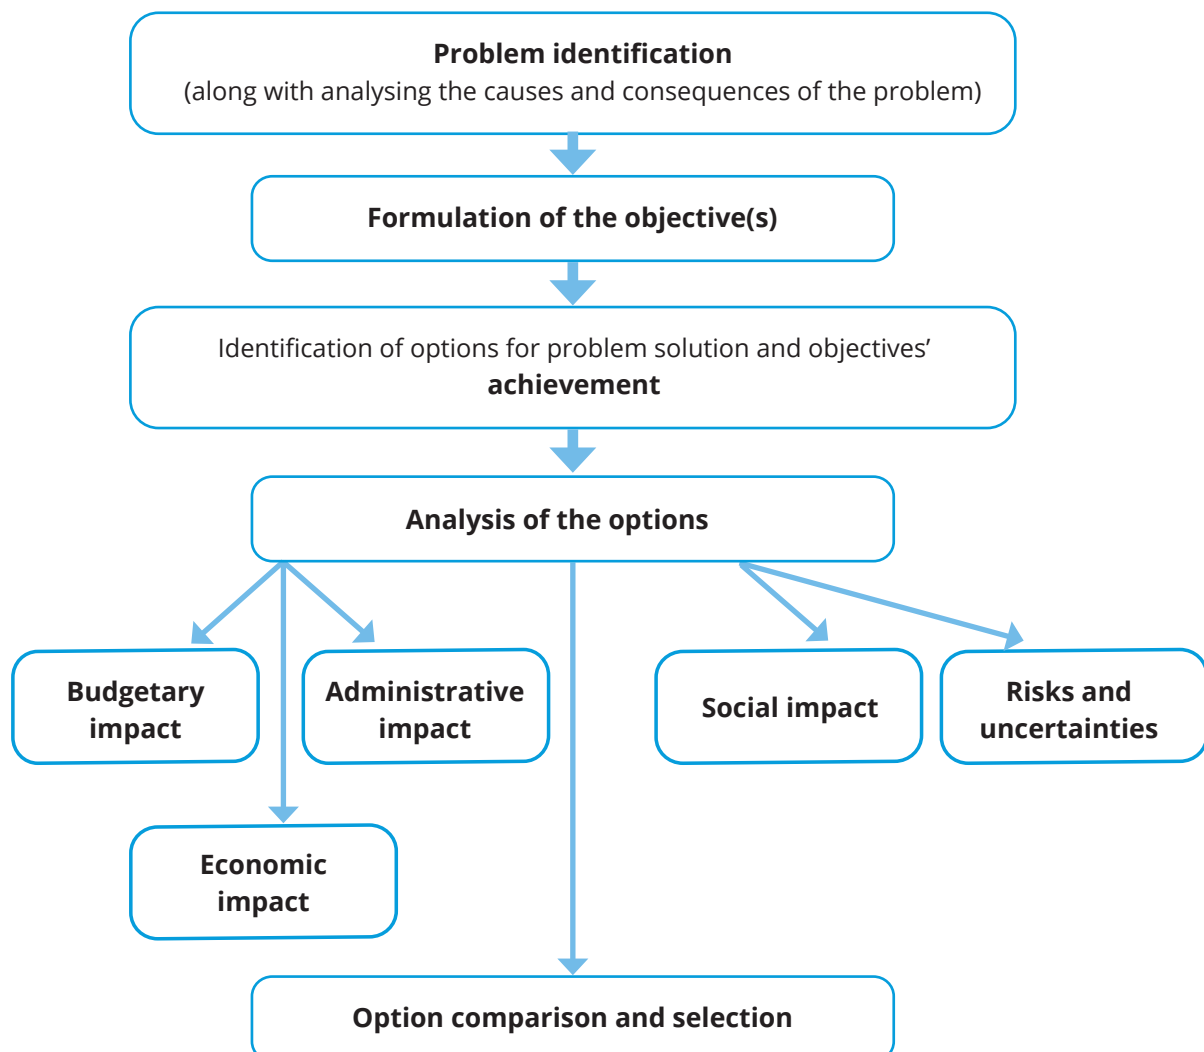 Problem identification
(along with analysing the causes and consequences of the problem)
Formulation of the objective(s)
Identification of options for problem solution and objectives’
achievement
Analysis of the options
Budgetary
impact
Administrative
impact
Social impact
Risks and
uncertainties
Economic
impact
Option comparison and selection